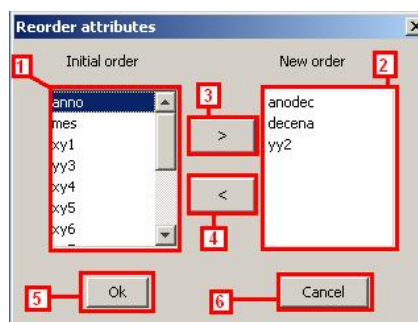 Reorder attributes
Initial order
New order
1
2
3
4
5
6
anno
mes
xy1
yy3
xy4
xy5
xy6
>
<
anodec
decena
yy2
Ok
Cancel